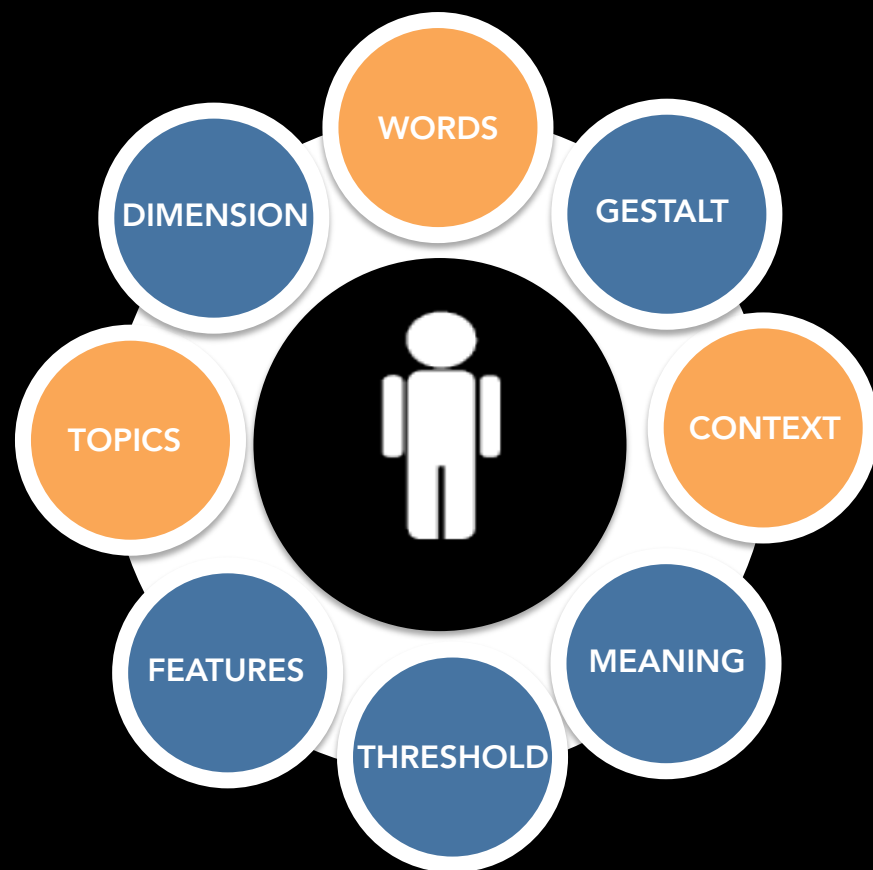 WORDS
DIMENSION
GESTALT
TOPICS
CONTEXT
FEATURES
MEANING
THRESHOLD